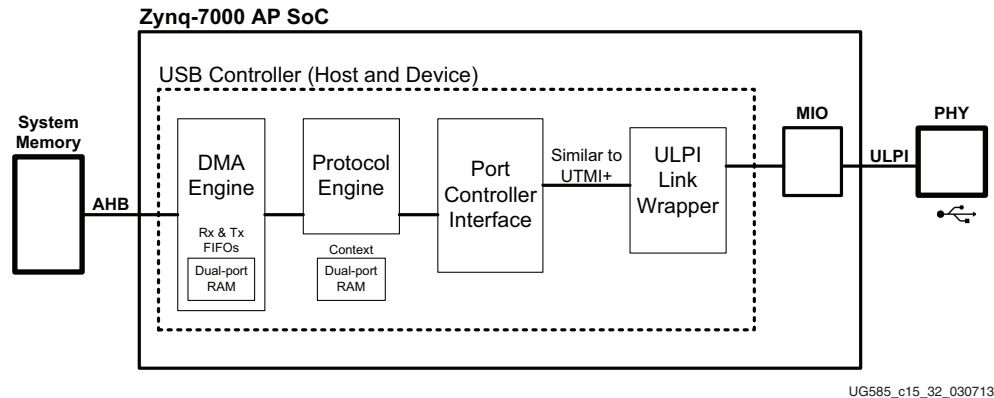 Zynq-7000 AP SoC
USB Controller (Host and Device)
System
Memory
AHB
DMA
Engine
Rx & Tx
FIFOs
Dual-port
RAM
Protocol
Engine
Context
Dual-port
RAM
Port
Controller
Interface
Similar to
UTMI+
ULPI
Link
Wrapper
MIO
ULPI
PHY
UG585_c15_32_030713